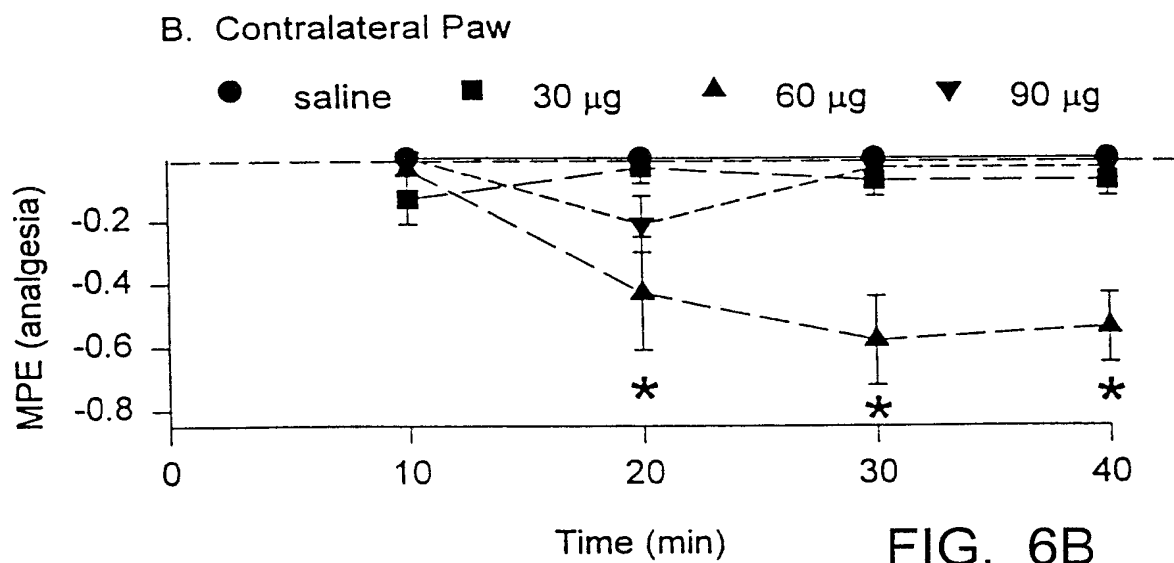 B. Contralateral Paw
● saline ■ 30 µg ▲ 60 µg ▼ 90 µg
MPE (analgesia)
-0.2
-0.4
-0.6
-0.8
* * *
0 10 20 30 40
Time (min)
FIG. 6B